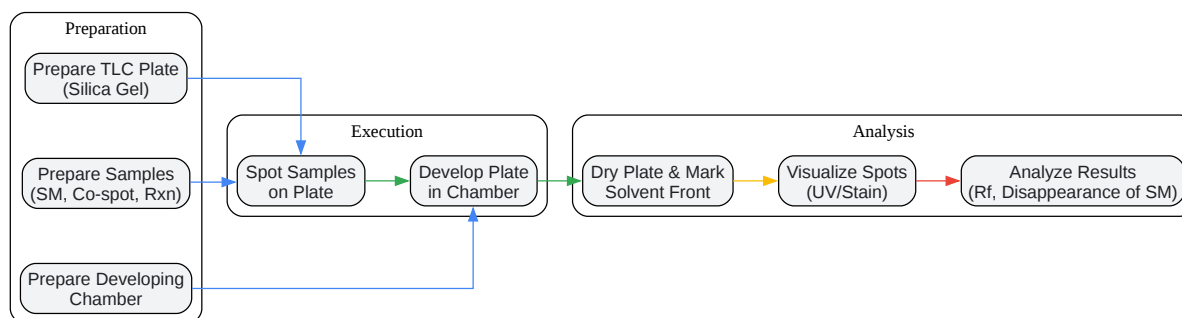 Preparation
Prepare TLC Plate
(Silica Gel)
Prepare Samples
(SM, Co-spot, Rxn)
Prepare Developing
Chamber
Execution
Spot Samples
on Plate
Develop Plate
in Chamber
Analysis
Dry Plate & Mark
Solvent Front
Visualize Spots
(UV/Stain)
Analyze Results
(Rf, Disappearance of SM)